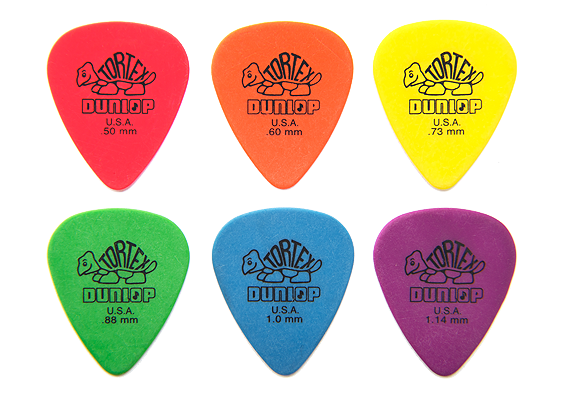 TORTEX
DUNLOP
U.S.A.
.50 mm
TORTEX
DUNLOP
U.S.A.
.60 mm
TORTEX
DUNLOP
U.S.A.
.73 mm
TORTEX
DUNLOP
U.S.A.
.88 mm
TORTEX
DUNLOP
U.S.A.
1.0 mm
TORTEX
DUNLOP
U.S.A.
1.14 mm